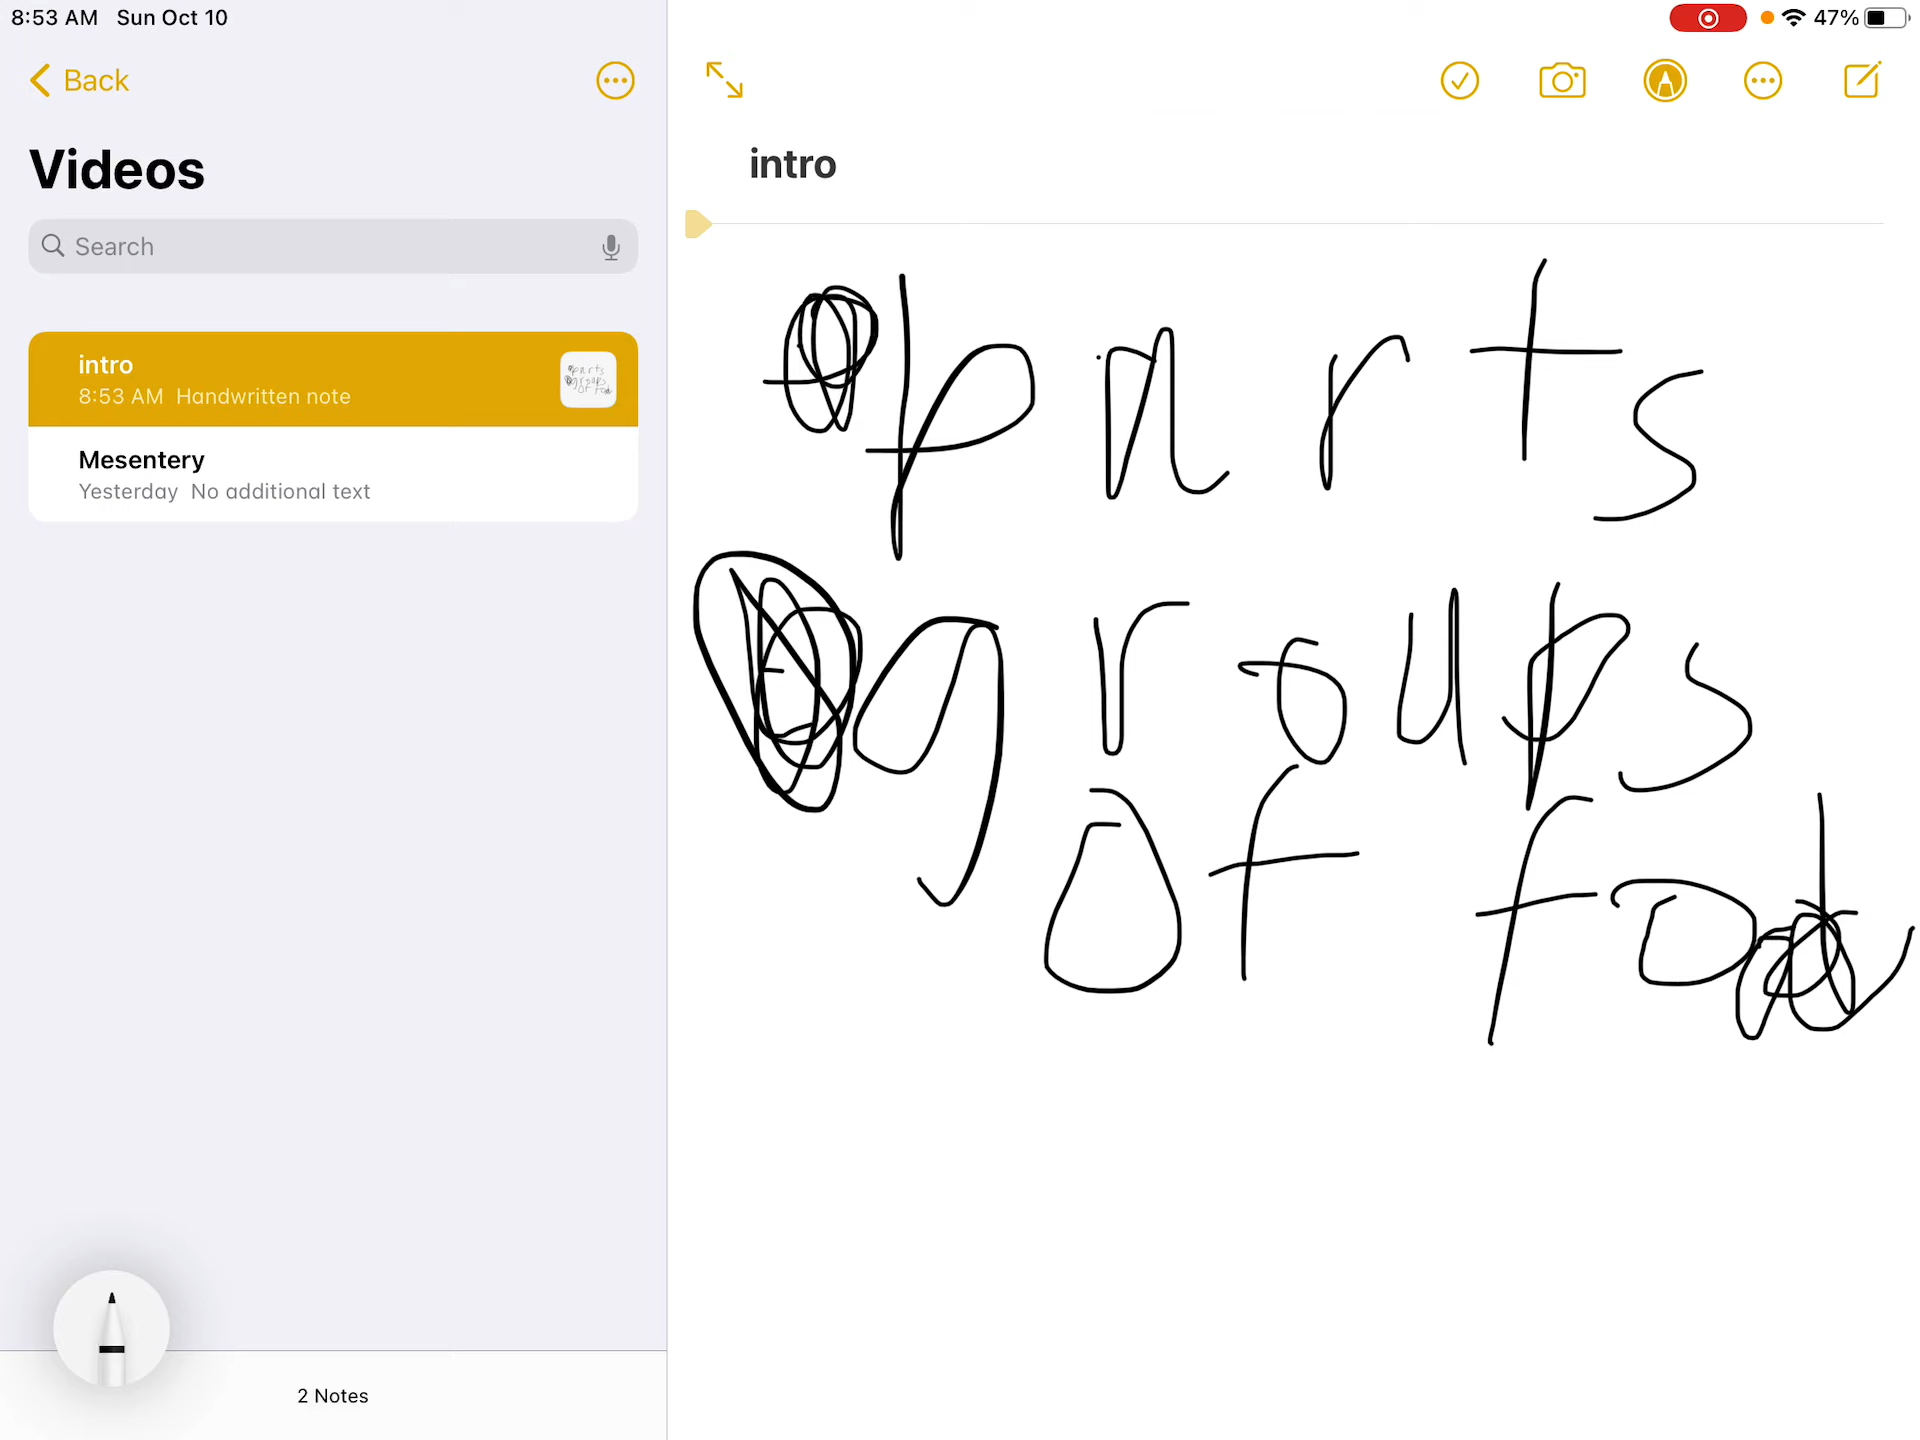 8:53 AM Sun Oct 10
47%
Back
Videos
Search
intro
8:53 AM Handwritten note
Mesentery
Yesterday No additional text
2 Notes
intro
parts
groups
of food